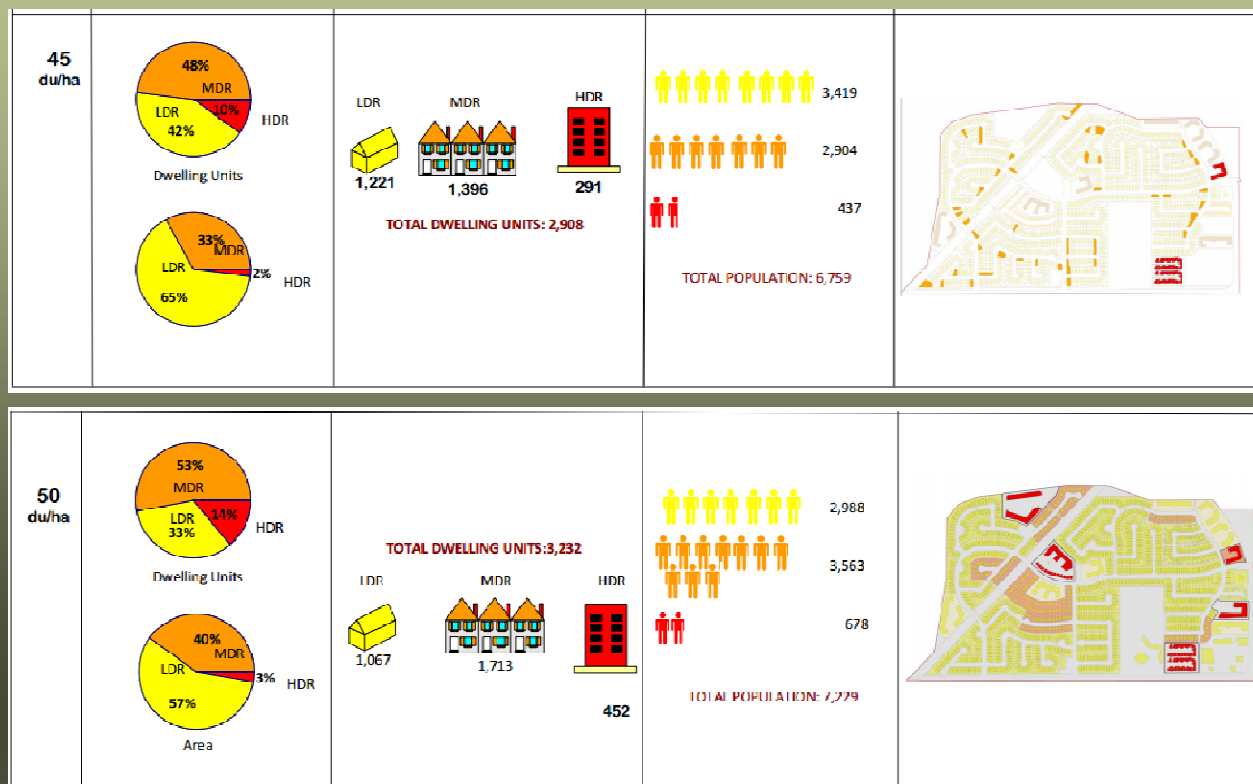 45
du/ha
48%
MDR
10%
HDR
LDR
42%
Dwelling Units
33%
MDR
LDR
2%
HDR
65%
LDR
MDR
HDR
1,221
1,396
291
TOTAL DWELLING UNITS: 2,908
3,419
2,904
437
TOTAL POPULATION: 6,759
50
du/ha
53%
MDR
LDR
14%
HDR
33%
Dwelling Units
40%
MDR
LDR
3%
HDR
57%
Area
TOTAL DWELLING UNITS:3,232
LDR
MDR
HDR
1,067
1,713
452
2,988
3,563
678
TOTAL POPULATION: 7,229